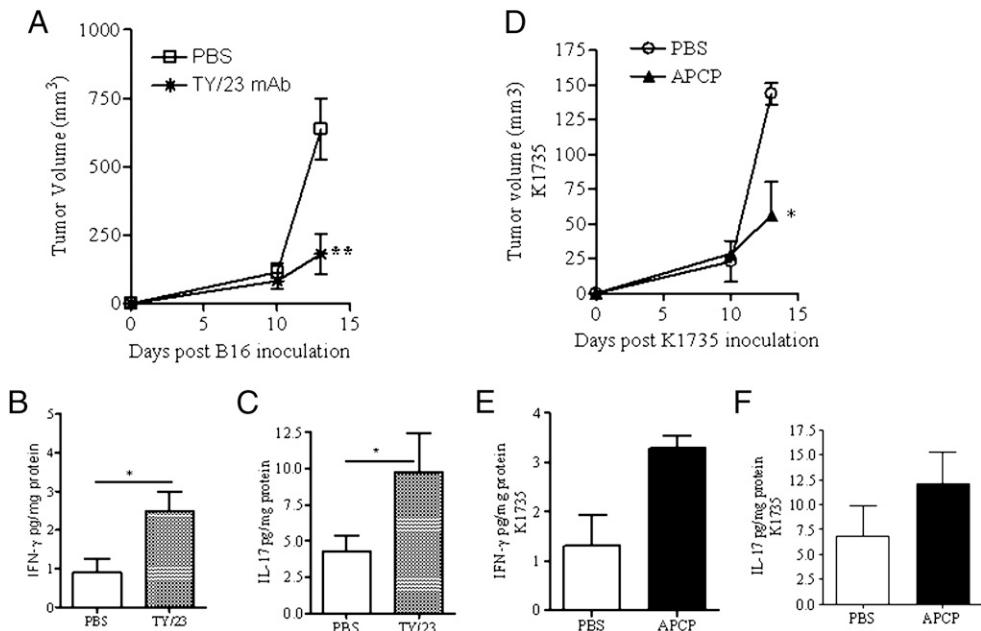 A
1000
750
500
250
0
Tumor Volume (mm³)
PBS
TY/23 mAb
**
0 5 10 15
Days post B16 inoculation
D
175
150
125
100
75
50
25
0
Tumor volume (mm3)
K1735
PBS
APCP
*
0 5 10 15
Days post K1735 inoculation
B
5
4
3
2
1
0
IFN-γ pg/mg protein
*
PBS TY/23
C
12.5
10.0
7.5
5.0
2.5
0.0
IL-17 pg/mg protein
*
PBS TY/23
E
4
3
2
1
0
IFN-γ pg/mg protein
K1735
PBS APCP
F
17.5
15.0
12.5
10.0
7.5
5.0
2.5
0.0
IL-17 pg/mg protein
K1735
PBS APCP